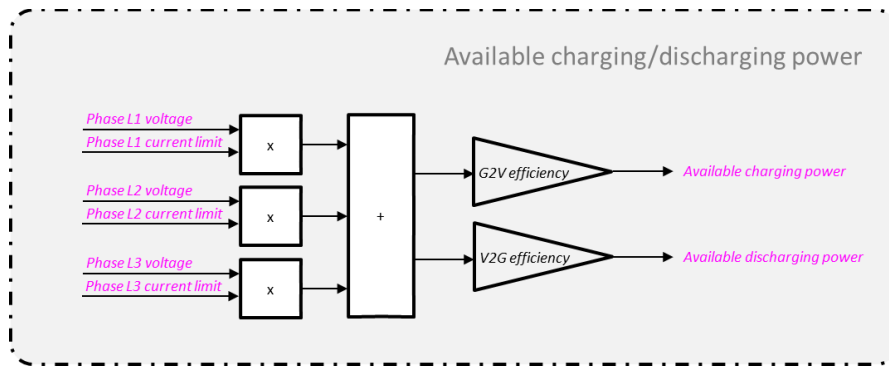 Available charging/discharging power
Phase L1 voltage
Phase L1 current limit
x
Phase L2 voltage
Phase L2 current limit
x
Phase L3 voltage
Phase L3 current limit
x
+
G2V efficiency
Available charging power
V2G efficiency
Available discharging power